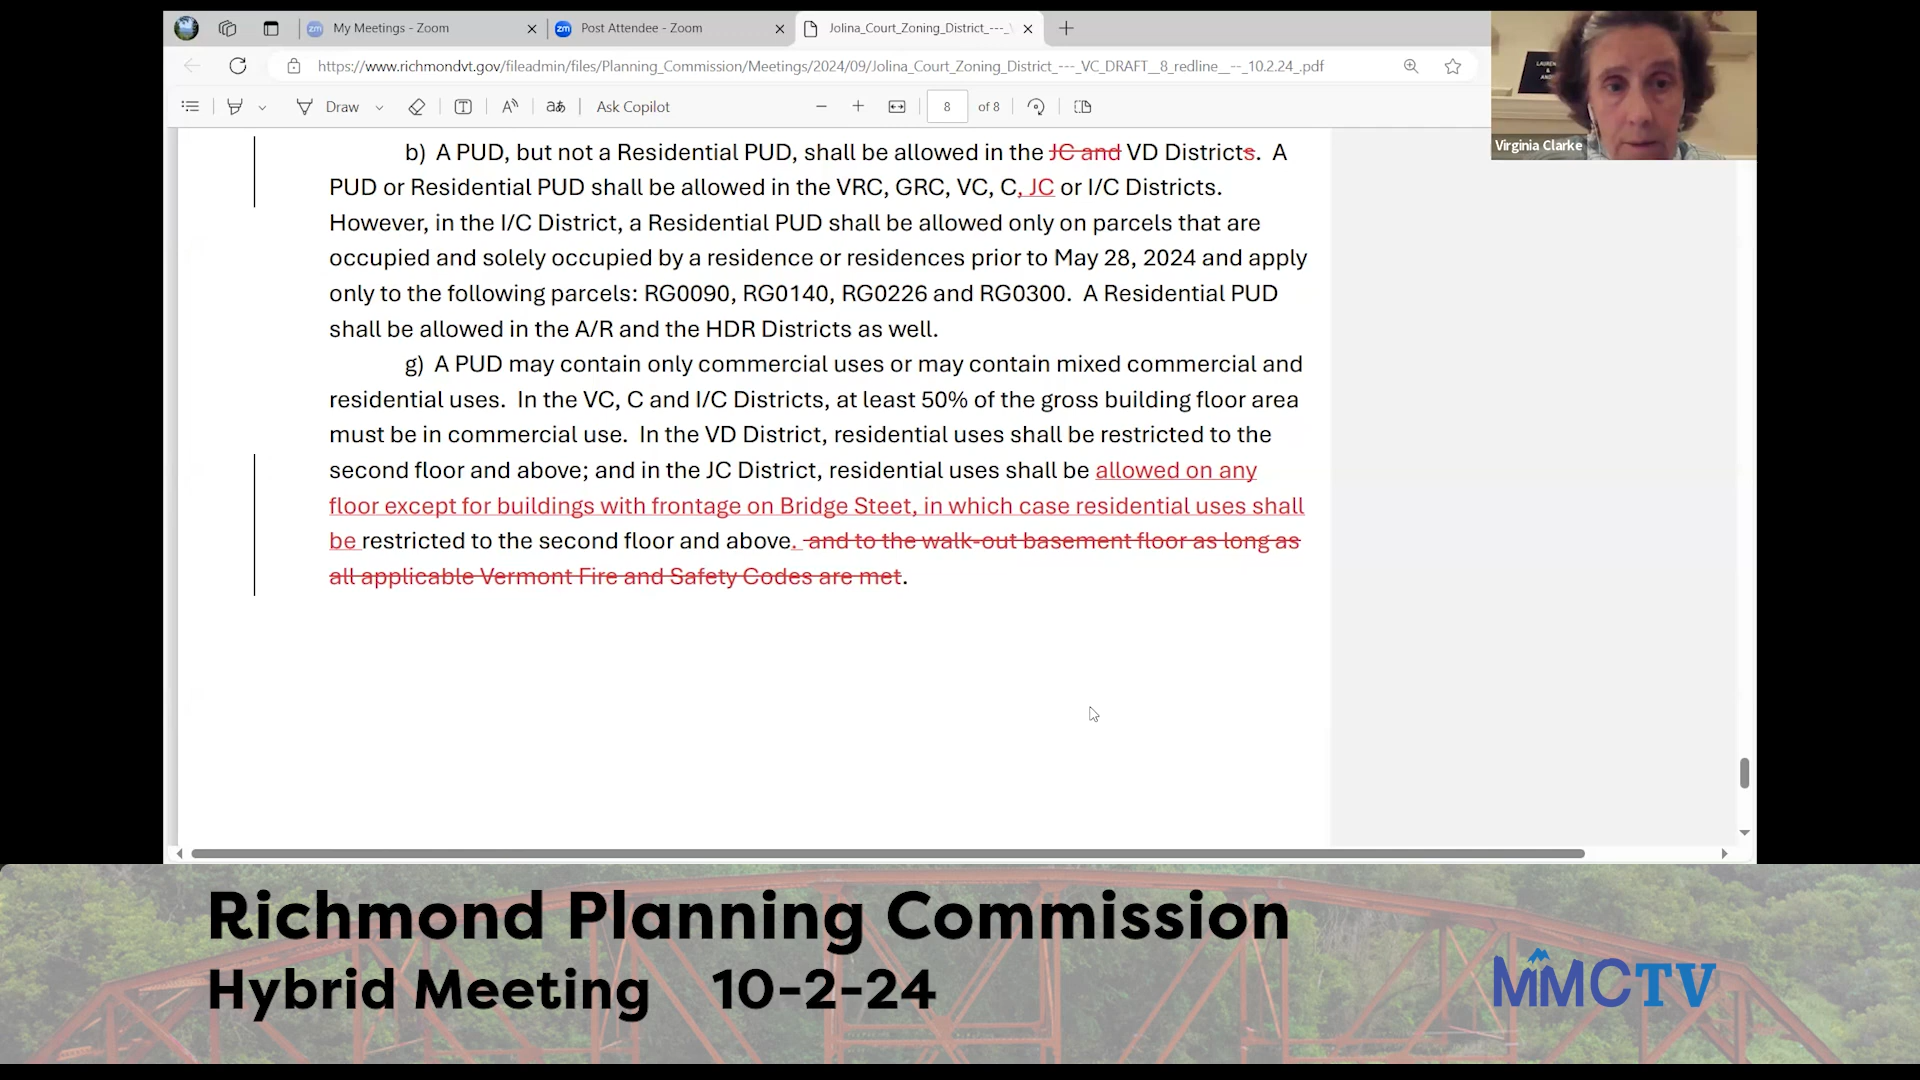 My Meetings - Zoom
Post Attendee - Zoom
Jolina_Court_Zoning_District_---_V
https://www.richmondvt.gov/fileadmin/files/Planning_Commission/Meetings/2024/09/Jolina_Court_Zoning_District_---_VC_DRAFT__8_redline__--_10.2.24_.pdf
Draw
Ask Copilot
8 of 8
Virginia Clarke
b) A PUD, but not a Residential PUD, shall be allowed in the JC and VD Districts. A
PUD or Residential PUD shall be allowed in the VRC, GRC, VC, C, JC or I/C Districts.
However, in the I/C District, a Residential PUD shall be allowed only on parcels that are
occupied and solely occupied by a residence or residences prior to May 28, 2024 and apply
only to the following parcels: RG0090, RG0140, RG0226 and RG0300. A Residential PUD
shall be allowed in the A/R and the HDR Districts as well.
g) A PUD may contain only commercial uses or may contain mixed commercial and
residential uses. In the VC, C and I/C Districts, at least 50% of the gross building floor area
must be in commercial use. In the VD District, residential uses shall be restricted to the
second floor and above; and in the JC District, residential uses shall be allowed on any
floor except for buildings with frontage on Bridge Steet, in which case residential uses shall
be restricted to the second floor and above. and to the walk-out basement floor as long as
all applicable Vermont Fire and Safety Codes are met.
Richmond Planning Commission
Hybrid Meeting 10-2-24
MMCTV